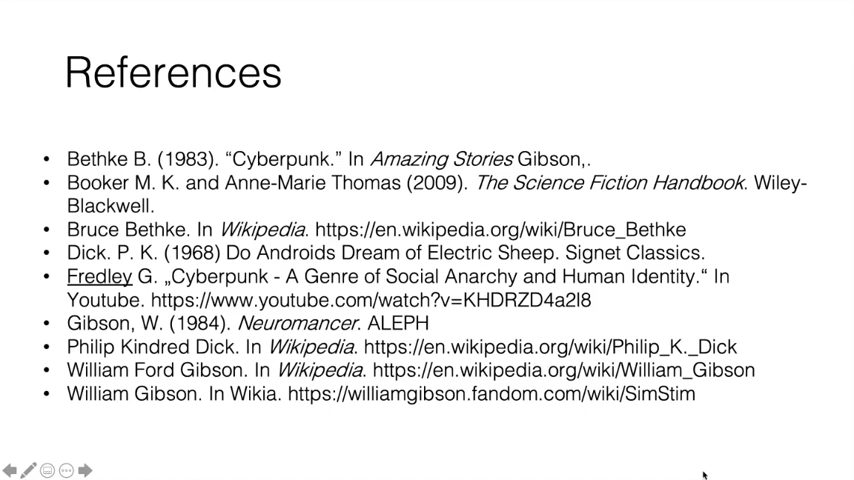 References
• Bethke B. (1983). “Cyberpunk.” In Amazing Stories Gibson,.
• Booker M. K. and Anne-Marie Thomas (2009). The Science Fiction Handbook. Wiley-
Blackwell.
• Bruce Bethke. In Wikipedia. https://en.wikipedia.org/wiki/Bruce_Bethke
• Dick. P. K. (1968) Do Androids Dream of Electric Sheep. Signet Classics.
• Fredley G. „Cyberpunk - A Genre of Social Anarchy and Human Identity.“ In
Youtube. https://www.youtube.com/watch?v=KHDRZD4a2l8
• Gibson, W. (1984). Neuromancer. ALEPH
• Philip Kindred Dick. In Wikipedia. https://en.wikipedia.org/wiki/Philip_K._Dick
• William Ford Gibson. In Wikipedia. https://en.wikipedia.org/wiki/William_Gibson
• William Gibson. In Wikia. https://williamgibson.fandom.com/wiki/SimStim